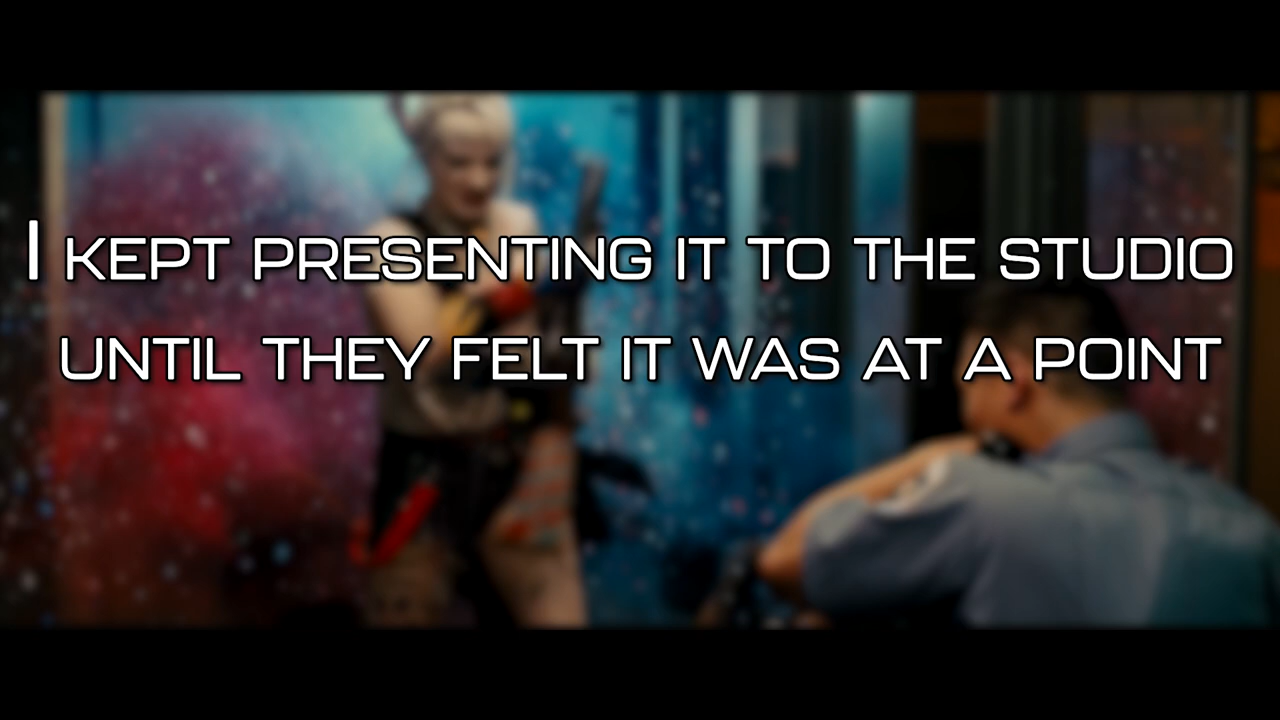 I KEPT PRESENTING IT TO THE STUDIO
UNTIL THEY FELT IT WAS AT A POINT